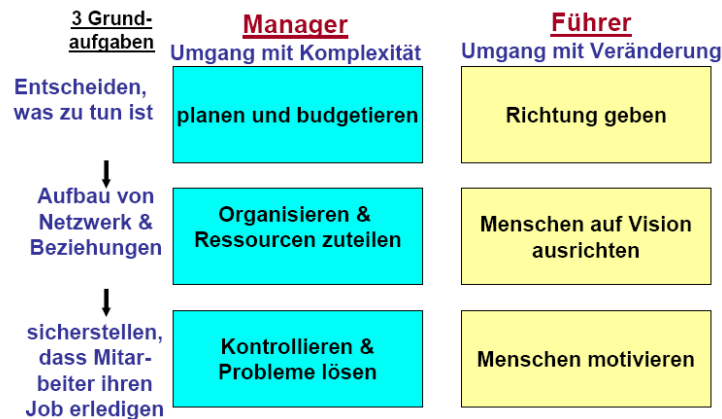 3 Grund-
aufgaben
Manager
Umgang mit Komplexität
Führer
Umgang mit Veränderung
Entscheiden,
was zu tun ist
planen und budgetieren
Richtung geben
Aufbau von
Netzwerk &
Beziehungen
Organisieren &
Ressourcen zuteilen
Menschen auf Vision
ausrichten
sicherstellen,
dass Mitar-
beiter ihren
Job erledigen
Kontrollieren &
Probleme lösen
Menschen motivieren